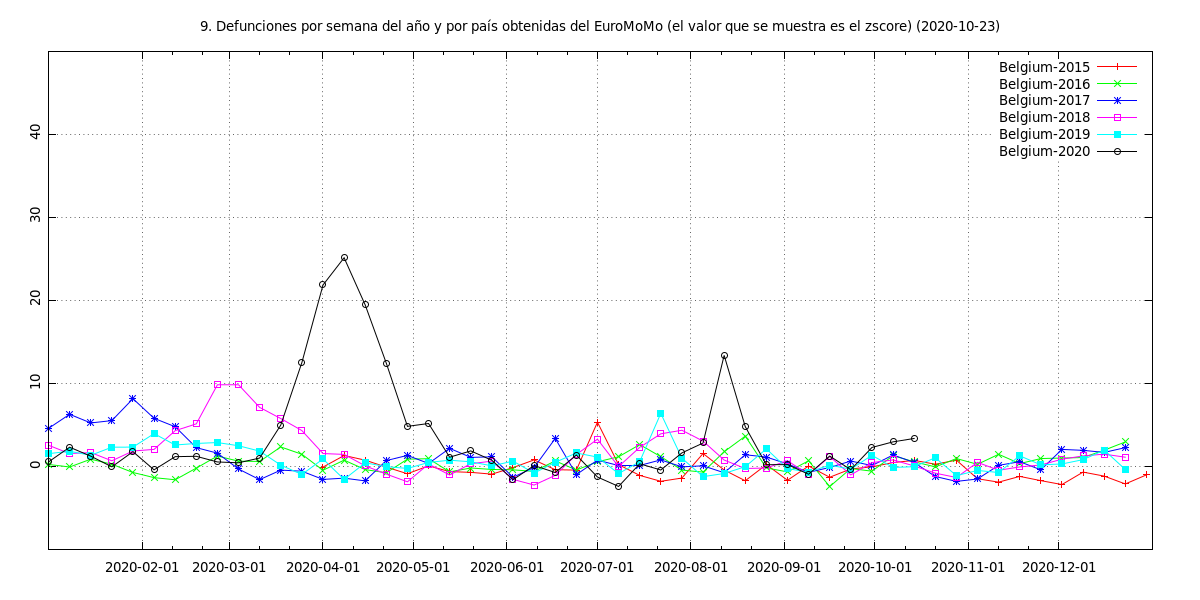 9. Defunciones por semana del año y por país obtenidas del EuroMoMo (el valor que se muestra es el zscore) (2020-10-23)
Belgium-2015
Belgium-2016
Belgium-2017
Belgium-2018
Belgium-2019
Belgium-2020
40
30
20
10
0
2020-02-01 2020-03-01 2020-04-01 2020-05-01 2020-06-01 2020-07-01 2020-08-01 2020-09-01 2020-10-01 2020-11-01 2020-12-01